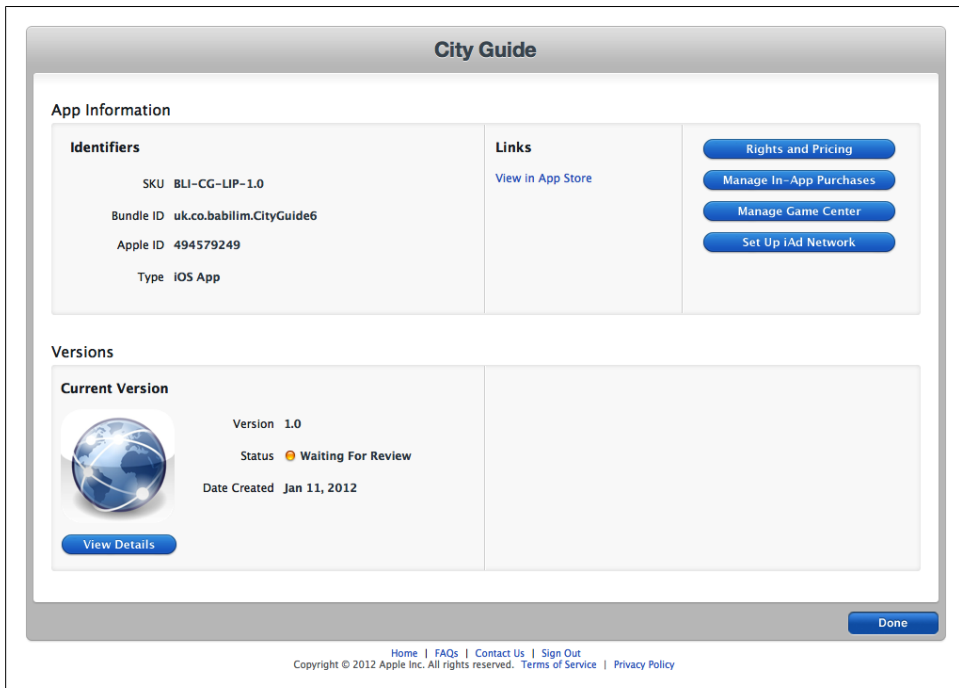 City Guide
App Information
Identifiers
SKU BLI-CG-LIP-1.0
Bundle ID uk.co.babilim.CityGuide6
Apple ID 494579249
Type iOS App
Links
View in App Store
Rights and Pricing
Manage In-App Purchases
Manage Game Center
Set Up iAd Network
Versions
Current Version
Version 1.0
Status Waiting For Review
Date Created Jan 11, 2012
View Details
Done
Home | FAQs | Contact Us | Sign Out
Copyright © 2012 Apple Inc. All rights reserved. Terms of Service | Privacy Policy